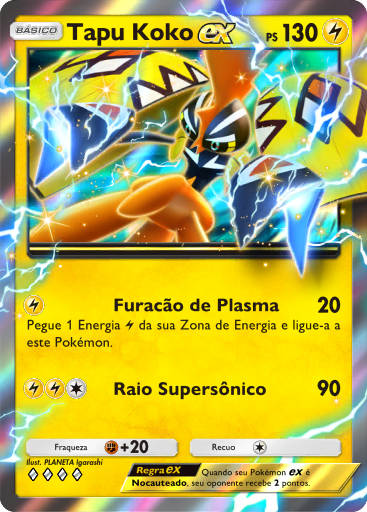 BÁSICO Tapu Koko ex PS 130
Furacão de Plasma 20
Pegue 1 Energia da sua Zona de Energia e ligue-a a
este Pokémon.
Raio Supersônico 90
Fraqueza +20 Recuo
Ilust. PLANETA Igarashi
Regra ex Quando seu Pokémon ex é
Nocauteado, seu oponente recebe 2 pontos.